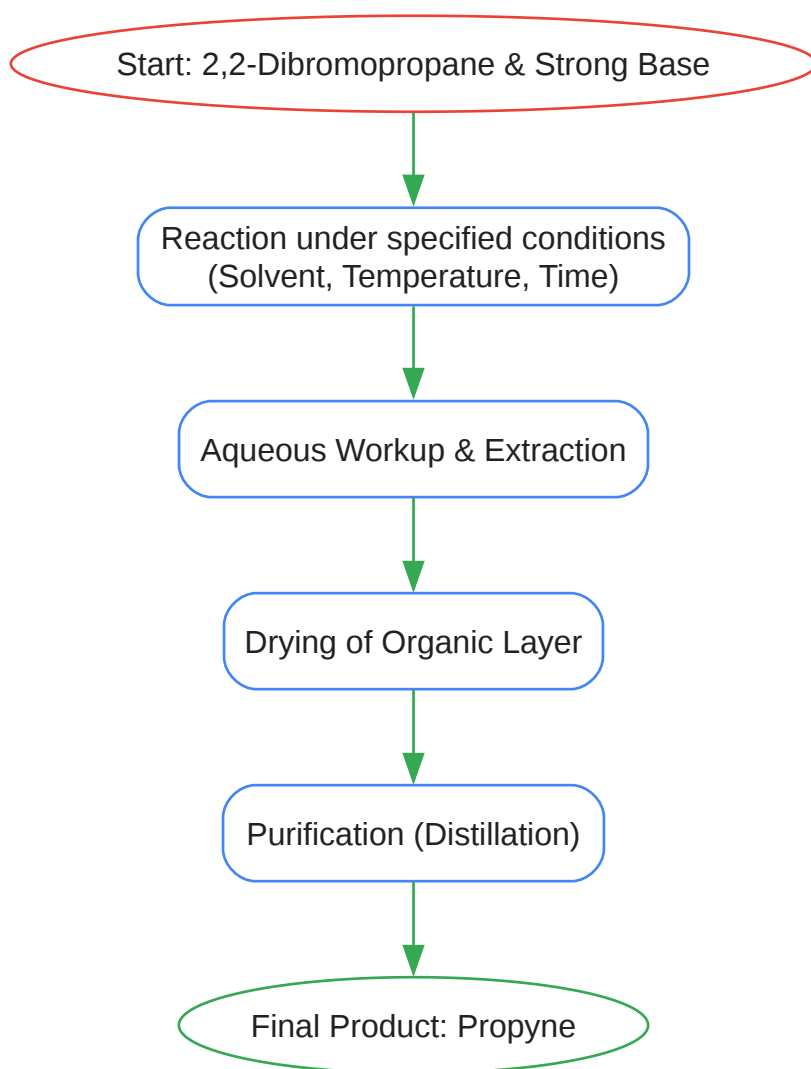 Start: 2,2-Dibromopropane & Strong Base
Reaction under specified conditions
(Solvent, Temperature, Time)
Aqueous Workup & Extraction
Drying of Organic Layer
Purification (Distillation)
Final Product: Propyne